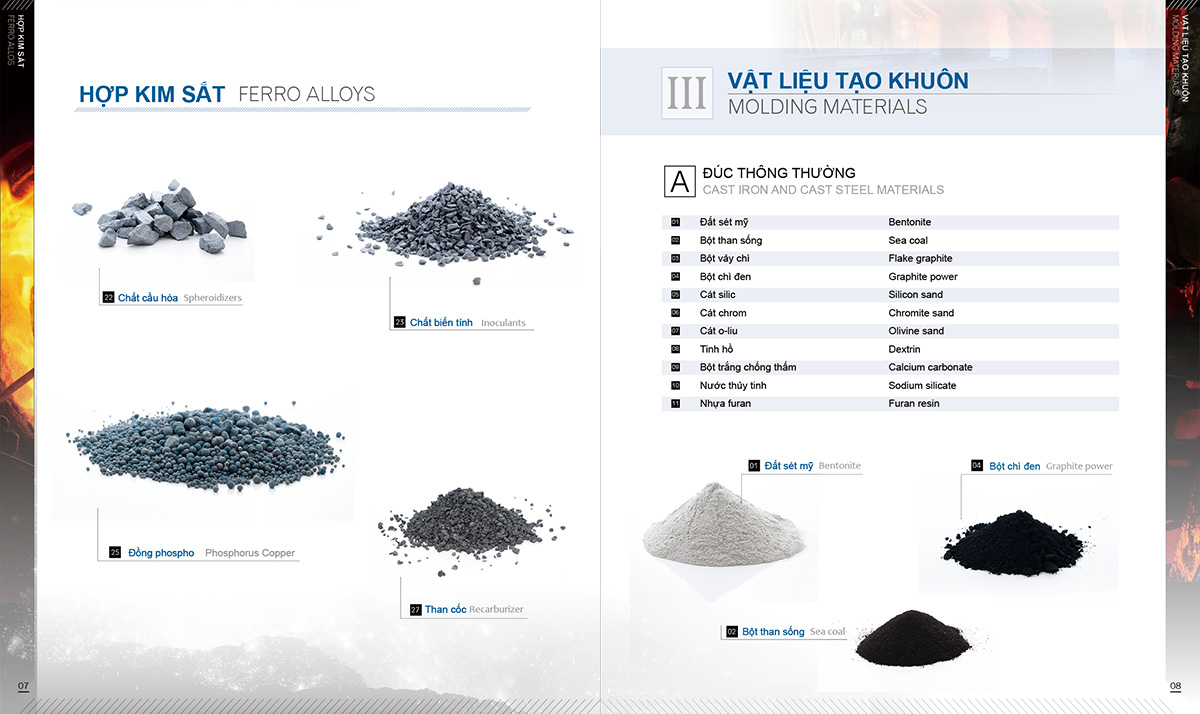 HỢP KIM SẮT
FERRO ALLOS
HỢP KIM SẮT FERRO ALLOYS
22 Chất cầu hóa Spheroidizers
23 Chất biến tính Inoculants
25 Đồng phospho Phosphorus Copper
27 Than cốc Recarburizer
07
VẬT LIỆU TẠO KHUÔN
MOLDING MATERIALS
III
VẬT LIỆU TẠO KHUÔN
MOLDING MATERIALS
A
ĐÚC THÔNG THƯỜNG
CAST IRON AND CAST STEEL MATERIALS
01 Đất sét mỹ Bentonite
02 Bột than sống Sea coal
03 Bột vảy chì Flake graphite
04 Bột chì đen Graphite power
05 Cát silic Silicon sand
06 Cát chrom Chromite sand
07 Cát o-liu Olivine sand
08 Tinh hồ Dextrin
09 Bột trắng chống thấm Calcium carbonate
10 Nước thủy tinh Sodium silicate
11 Nhựa furan Furan resin
01 Đất sét mỹ Bentonite
04 Bột chì đen Graphite power
02 Bột than sống Sea coal
08